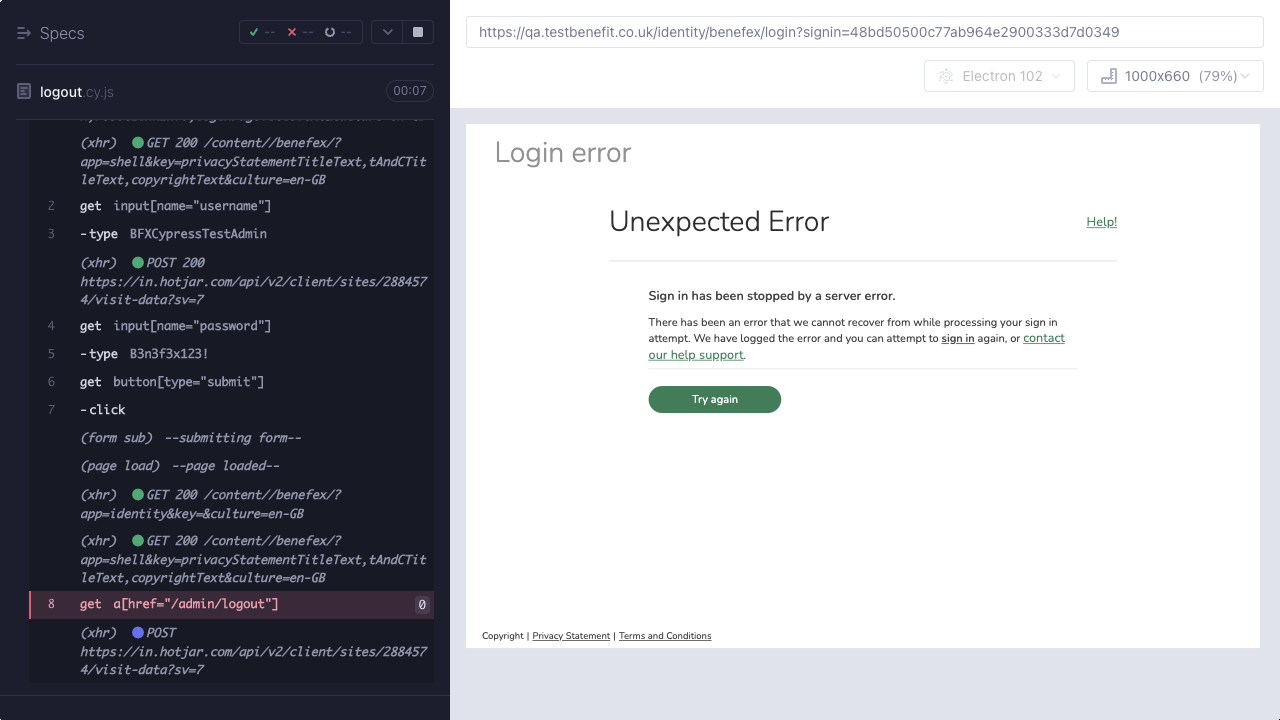 Specs
-- -- --
logout.cy.js
00:07
(xhr) GET 200 /content//benefex/?
app=shell&key=privacyStatementTitleText,tAndCTit
leText,copyrightText&culture=en-GB
2 get input[name="username"]
3 -type BFXCypressTestAdmin
(xhr) POST 200
https://in.hotjar.com/api/v2/client/sites/288457
4/visit-data?sv=7
4 get input[name="password"]
5 -type B3n3f3x123!
6 get button[type="submit"]
7 -click
(form sub) --submitting form--
(page load) --page loaded--
(xhr) GET 200 /content//benefex/?
app=identity&key=&culture=en-GB
(xhr) GET 200 /content//benefex/?
app=shell&key=privacyStatementTitleText,tAndCTit
leText,copyrightText&culture=en-GB
8 get a[href="/admin/logout"] 0
(xhr) POST
https://in.hotjar.com/api/v2/client/sites/288457
4/visit-data?sv=7
https://qa.testbenefit.co.uk/identity/benefex/login?signin=48bd50500c77ab964e2900333d7d0349
Electron 102
1000x660 (79%)
Login error
Unexpected Error
Help!
Sign in has been stopped by a server error.
There has been an error that we cannot recover from while processing your sign in
attempt. We have logged the error and you can attempt to sign in again, or contact
our help support.
Try again
Copyright | Privacy Statement | Terms and Conditions